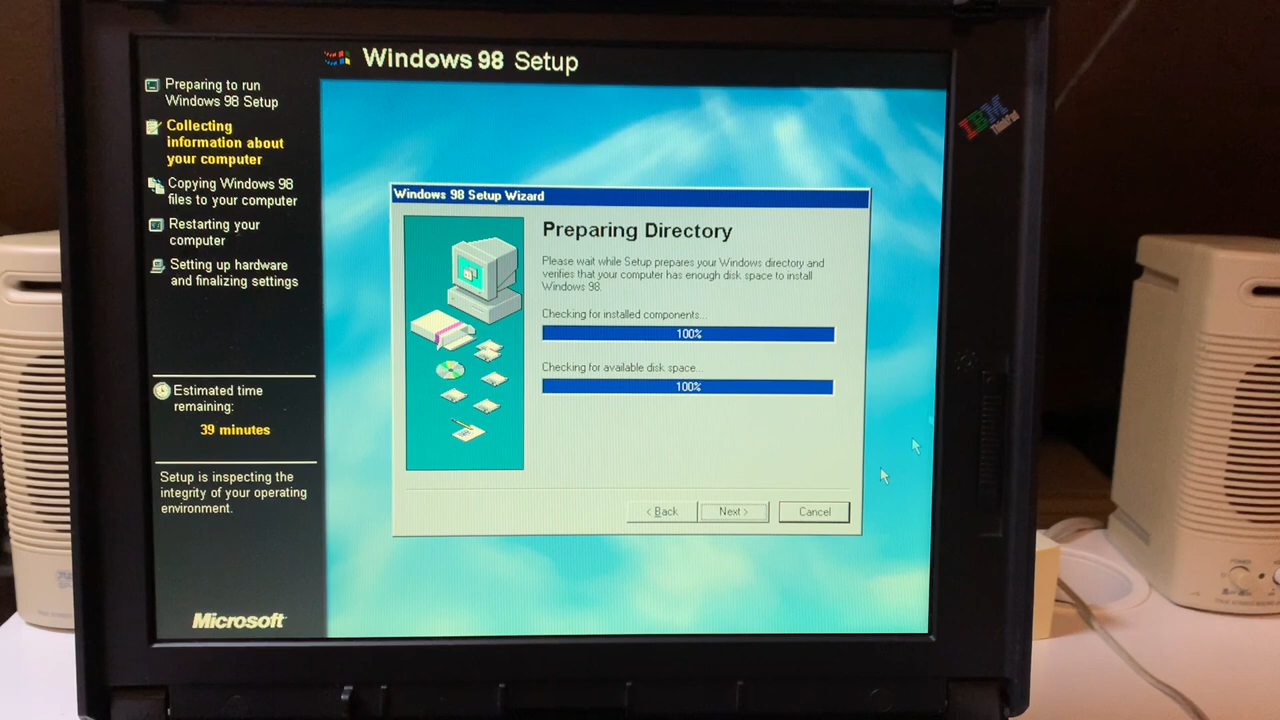 Windows 98 Setup
Preparing to run
Windows 98 Setup
Collecting
information about
your computer
Copying Windows 98
files to your computer
Restarting your
computer
Setting up hardware
and finalizing settings
Estimated time
remaining:
39 minutes
Setup is inspecting the
integrity of your operating
environment.
Microsoft
Windows 98 Setup Wizard
Preparing Directory
Please wait while Setup prepares your Windows directory and
verifies that your computer has enough disk space to install
Windows 98.
Checking for installed components...
100%
Checking for available disk space...
100%
< Back
Next >
Cancel
IBM
ThinkPad
POWER